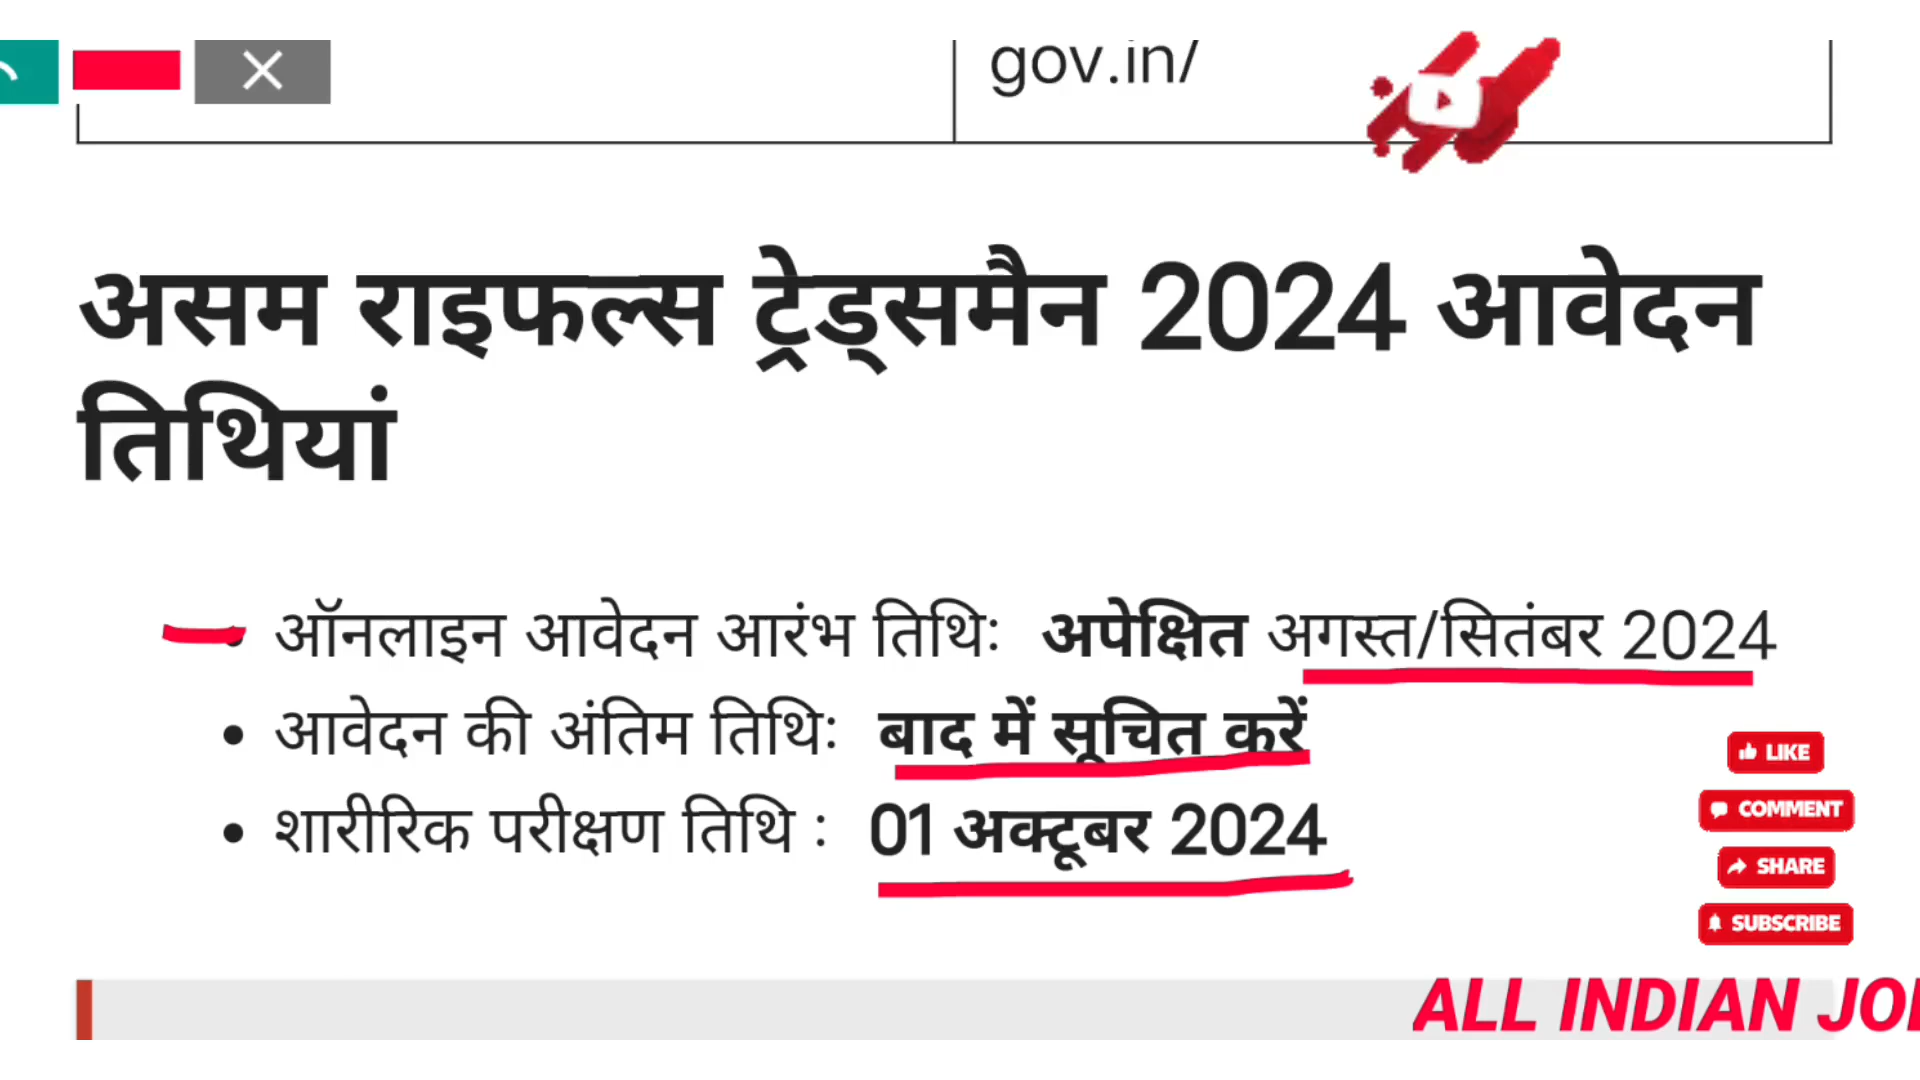 gov.in/
असम राइफल्स ट्रेड्समैन 2024 आवेदन
तिथियां
ऑनलाइन आवेदन आरंभ तिथिः अपेक्षित अगस्त/सितंबर 2024
आवेदन की अंतिम तिथिः बाद में सूचित करें
शारीरिक परीक्षण तिथि : 01 अक्टूबर 2024
LIKE
COMMENT
SHARE
SUBSCRIBE
ALL INDIAN